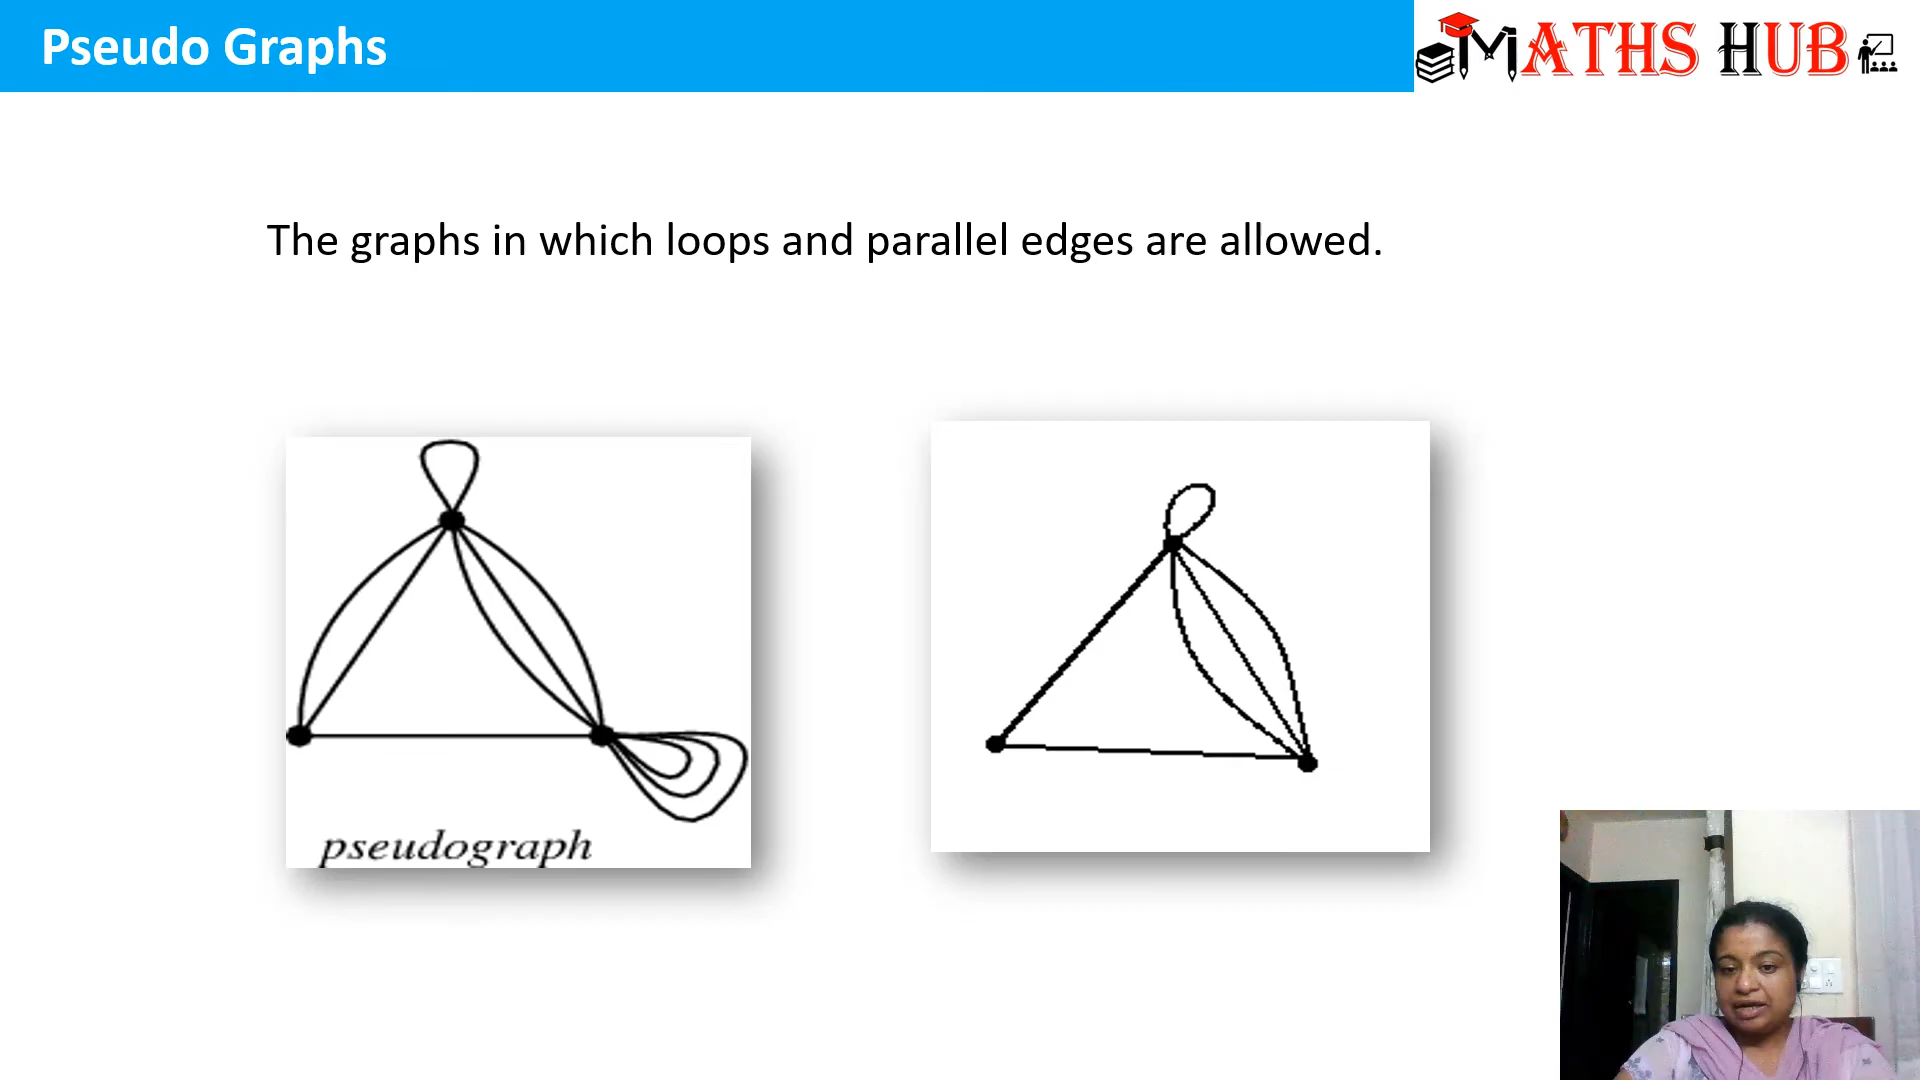 Pseudo Graphs
MATHS HUB
The graphs in which loops and parallel edges are allowed.
pseudograph